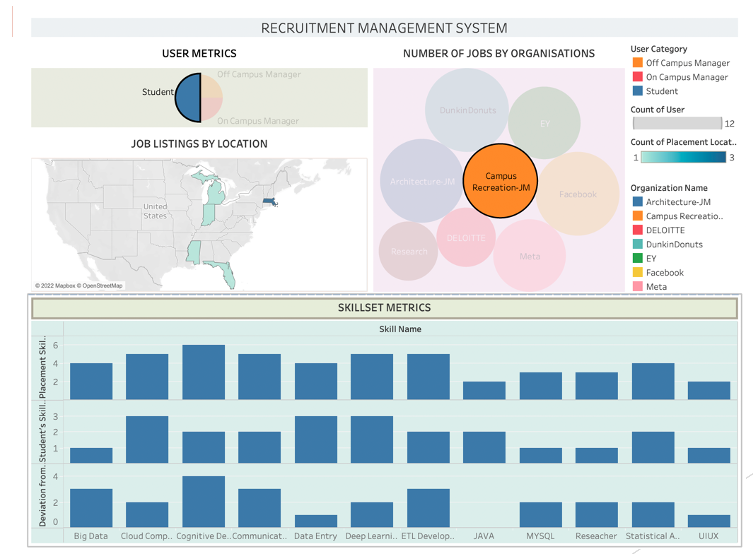 RECRUITMENT MANAGEMENT SYSTEM
USER METRICS
Off Campus Manager
Student
On Campus Manager
JOB LISTINGS BY LOCATION
United
States
© 2022 Mapbox © OpenStreetMap
NUMBER OF JOBS BY ORGANISATIONS
DunkinDonuts
EY
Architecture-JM
Campus
Recreation-JM
Facebook
DELOITTE
Research
Meta
User Category
Off Campus Manager
On Campus Manager
Student
Count of User
12
Count of Placement Locat..
1 3
Organization Name
Architecture-JM
Campus Recreatio..
DELOITTE
DunkinDonuts
EY
Facebook
Meta
SKILLSET METRICS
Skill Name
Placement Skil..
6
4
2
Student's Skill..
3
2
1
Deviation from..
4
2
0
Big Data Cloud Comp.. Cognitive De.. Communicat.. Data Entry Deep Learni.. ETL Develop.. JAVA MYSQL Reseacher Statistical A.. UIUX